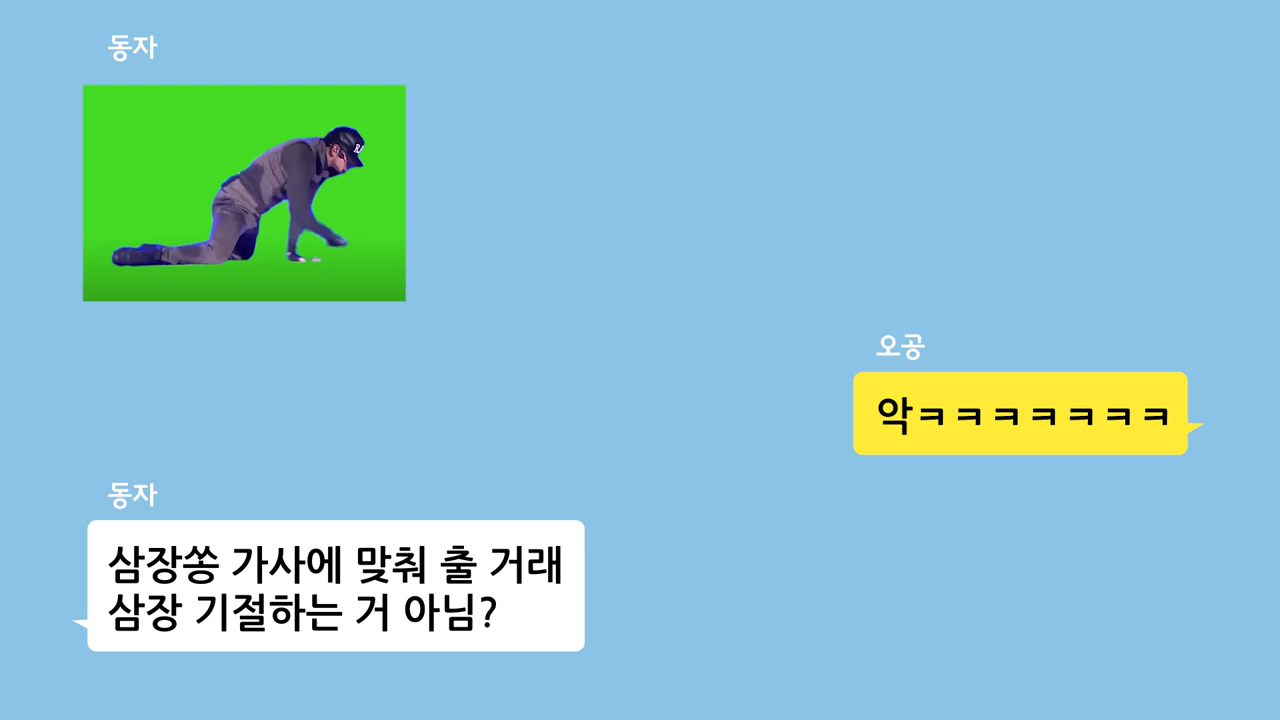 동자
오공
악ㅋㅋㅋㅋㅋㅋㅋ
동자
삼장쏭 가사에 맞춰 출 거래
삼장 기절하는 거 아님?